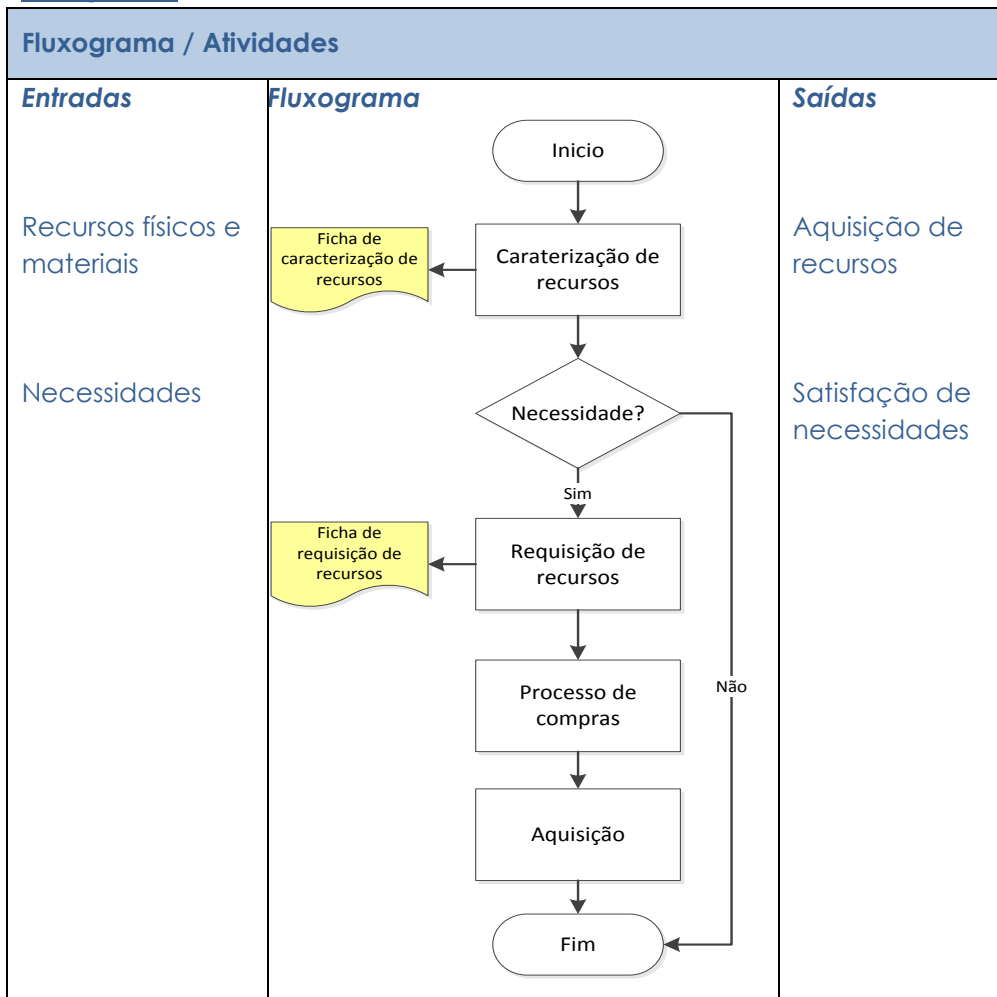 Fluxograma / Atividades
Entradas
Fluxograma
Saídas
Inicio
Recursos físicos e
materiais
Ficha de
caracterização de
recursos
Caraterização de
recursos
Aquisição de
recursos
Necessidades
Necessidade?
Satisfação de
necessidades
Sim
Ficha de
requisição de
recursos
Requisição de
recursos
Processo de
compras
Não
Aquisição
Fim